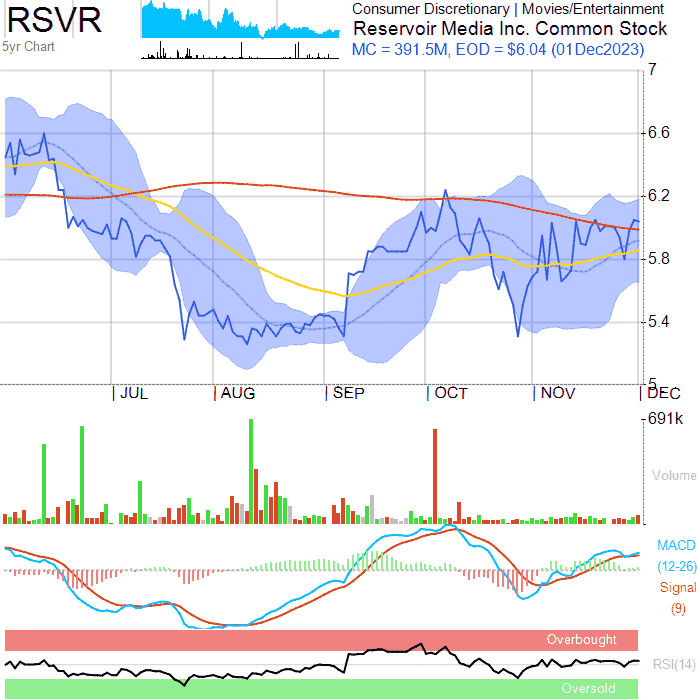 RSVR
5yr Chart
Consumer Discretionary | Movies/Entertainment
Reservoir Media Inc. Common Stock
MC = 391.5M, EOD = $6.04 (01Dec2023)
7
6.6
6.2
5.8
5.4
5
JUL AUG SEP OCT NOV DEC
691k
Volume
MACD
(12-26)
Signal
(9)
Overbought
RSI(14)
Oversold